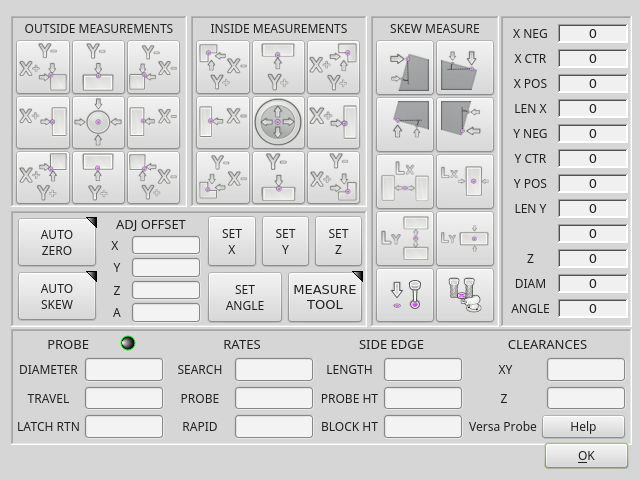 OUTSIDE MEASUREMENTS
INSIDE MEASUREMENTS
SKEW MEASURE
Y- Y- Y-
X+ X-
X+ X-
X+ X-
Y+ Y+ Y+
X- X+
Y+ Y+ Y+
X- X+
Y- Y- Y-
X- X+
LX LX
LY LY
X NEG 0
X CTR 0
X POS 0
LEN X 0
Y NEG 0
Y CTR 0
Y POS 0
LEN Y 0
0
Z 0
DIAM 0
ANGLE 0
AUTO
ZERO
AUTO
SKEW
ADJ OFFSET
X
Y
Z
A
SET
X
SET
Y
SET
Z
SET
ANGLE
MEASURE
TOOL
PROBE RATES SIDE EDGE CLEARANCES
DIAMETER SEARCH LENGTH XY
TRAVEL PROBE PROBE HT Z
LATCH RTN RAPID BLOCK HT Versa Probe Help
OK